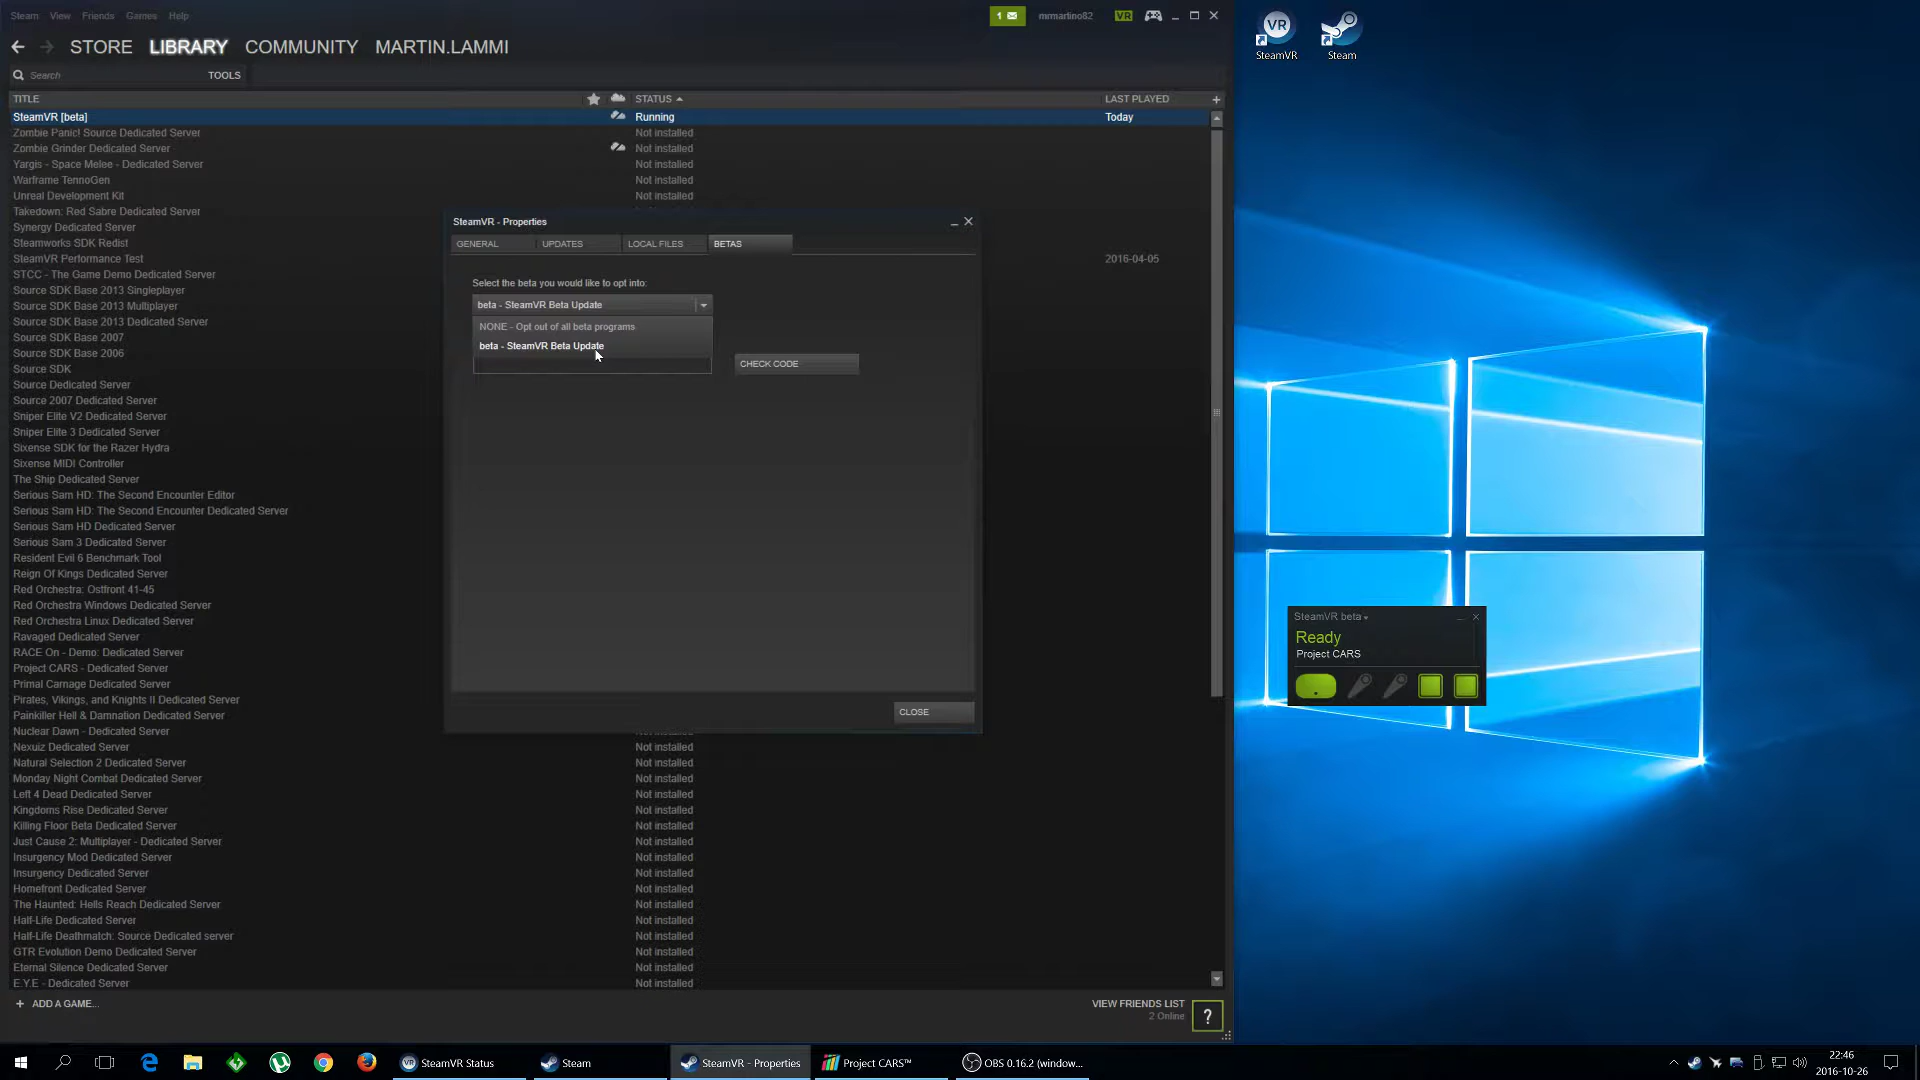 Steam View Friends Games Help
1
mrmartino82
VR
STORE LIBRARY COMMUNITY MARTIN.LAMMI
Search
TOOLS
TITLE STATUS LAST PLAYED +
SteamVR [beta] Running Today
Zombie Panic! Source Dedicated Server Not installed
Zombie Grinder Dedicated Server Not installed
Yargis - Space Melee - Dedicated Server Not installed
Warframe TennoGen Not installed
Unreal Development Kit Not installed
Takedown: Red Sabre Dedicated Server Not installed
Synergy Dedicated Server
Steamworks SDK Redist
SteamVR Performance Test 2016-04-05
STCC - The Game Demo Dedicated Server
Source SDK Base 2013 Singleplayer
Source SDK Base 2013 Multiplayer
Source SDK Base 2013 Dedicated Server
Source SDK Base 2007
Source SDK Base 2006
Source SDK
Source Dedicated Server
Source 2007 Dedicated Server
Sniper Elite V2 Dedicated Server
Sniper Elite 3 Dedicated Server
Sixense SDK for the Razer Hydra
Sixense MIDI Controller
The Ship Dedicated Server
Serious Sam HD: The Second Encounter Editor
Serious Sam HD: The Second Encounter Dedicated Server
Serious Sam HD Dedicated Server
Serious Sam 3 Dedicated Server
Resident Evil 6 Benchmark Tool
Reign Of Kings Dedicated Server
Red Orchestra: Ostfront 41-45
Red Orchestra Windows Dedicated Server
Red Orchestra Linux Dedicated Server
Ravaged Dedicated Server
RACE On - Demo: Dedicated Server
Project CARS - Dedicated Server
Primal Carnage Dedicated Server
Pirates, Vikings, and Knights II Dedicated Server
Painkiller Hell & Damnation Dedicated Server
Nuclear Dawn - Dedicated Server
Nexuiz Dedicated Server Not installed
Natural Selection 2 Dedicated Server Not installed
Monday Night Combat Dedicated Server Not installed
Left 4 Dead Dedicated Server Not installed
Kingdoms Rise Dedicated Server Not installed
Killing Floor Beta Dedicated Server Not installed
Just Cause 2: Multiplayer - Dedicated Server Not installed
Insurgency Mod Dedicated Server Not installed
Insurgency Dedicated Server Not installed
Homefront Dedicated Server Not installed
The Haunted: Hells Reach Dedicated Server Not installed
Half-Life Dedicated Server Not installed
Half-Life Deathmatch: Source Dedicated server Not installed
GTR Evolution Demo Dedicated Server Not installed
Eternal Silence Dedicated Server Not installed
E.Y.E - Dedicated Server Not installed
+ ADD A GAME...
VIEW FRIENDS LIST
2 Online
?
SteamVR - Properties
GENERAL UPDATES LOCAL FILES BETAS
Select the beta you would like to opt into:
beta - SteamVR Beta Update
NONE - Opt out of all beta programs
beta - SteamVR Beta Update
CHECK CODE
CLOSE
VR
SteamVR
Steam
SteamVR beta
Ready
Project CARS
SteamVR Status
Steam
SteamVR - Properties
Project CARS™
OBS 0.16.2 (window...
22:46
2016-10-26